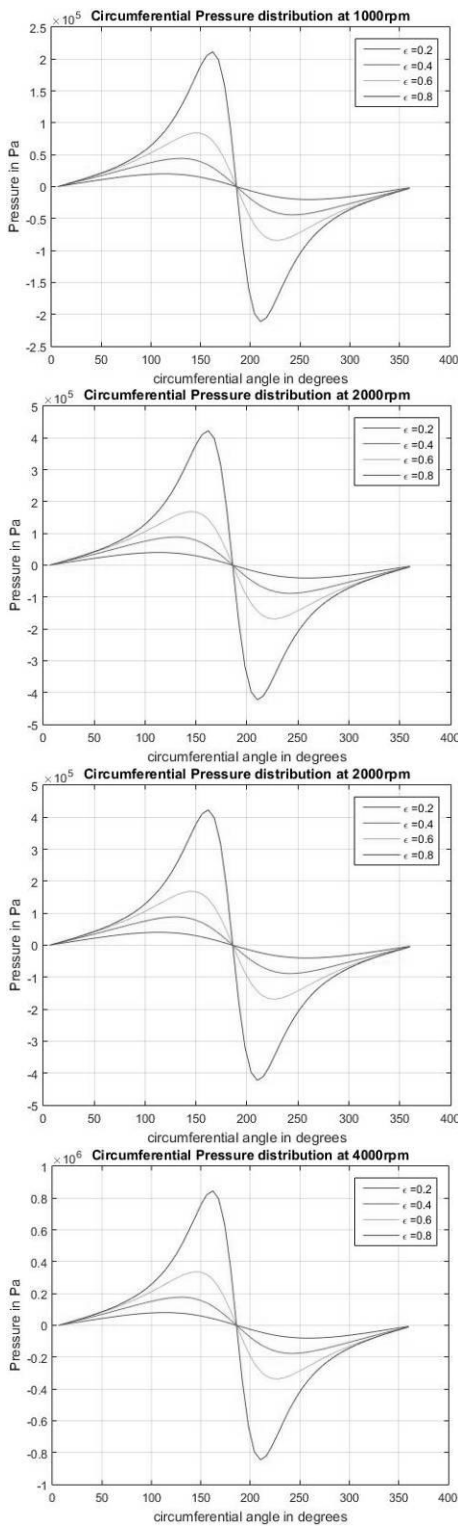 Circumferential Pressure distribution at 1000rpm
×10⁵
2.5
2
1.5
1
0.5
0
-0.5
-1
-1.5
-2
-2.5
Pressure in Pa
ϵ =0.2
ϵ =0.4
ϵ =0.6
ϵ =0.8
0 50 100 150 200 250 300 350 400
circumferential angle in degrees
Circumferential Pressure distribution at 2000rpm
×10⁵
5
4
3
2
1
0
-1
-2
-3
-4
-5
Pressure in Pa
ϵ =0.2
ϵ =0.4
ϵ =0.6
ϵ =0.8
0 50 100 150 200 250 300 350 400
circumferential angle in degrees
Circumferential Pressure distribution at 2000rpm
×10⁵
5
4
3
2
1
0
-1
-2
-3
-4
-5
Pressure in Pa
ϵ =0.2
ϵ =0.4
ϵ =0.6
ϵ =0.8
0 50 100 150 200 250 300 350 400
circumferential angle in degrees
Circumferential Pressure distribution at 4000rpm
×10⁶
1
0.8
0.6
0.4
0.2
0
-0.2
-0.4
-0.6
-0.8
-1
Pressure in Pa
ϵ =0.2
ϵ =0.4
ϵ =0.6
ϵ =0.8
0 50 100 150 200 250 300 350 400
circumferential angle in degrees